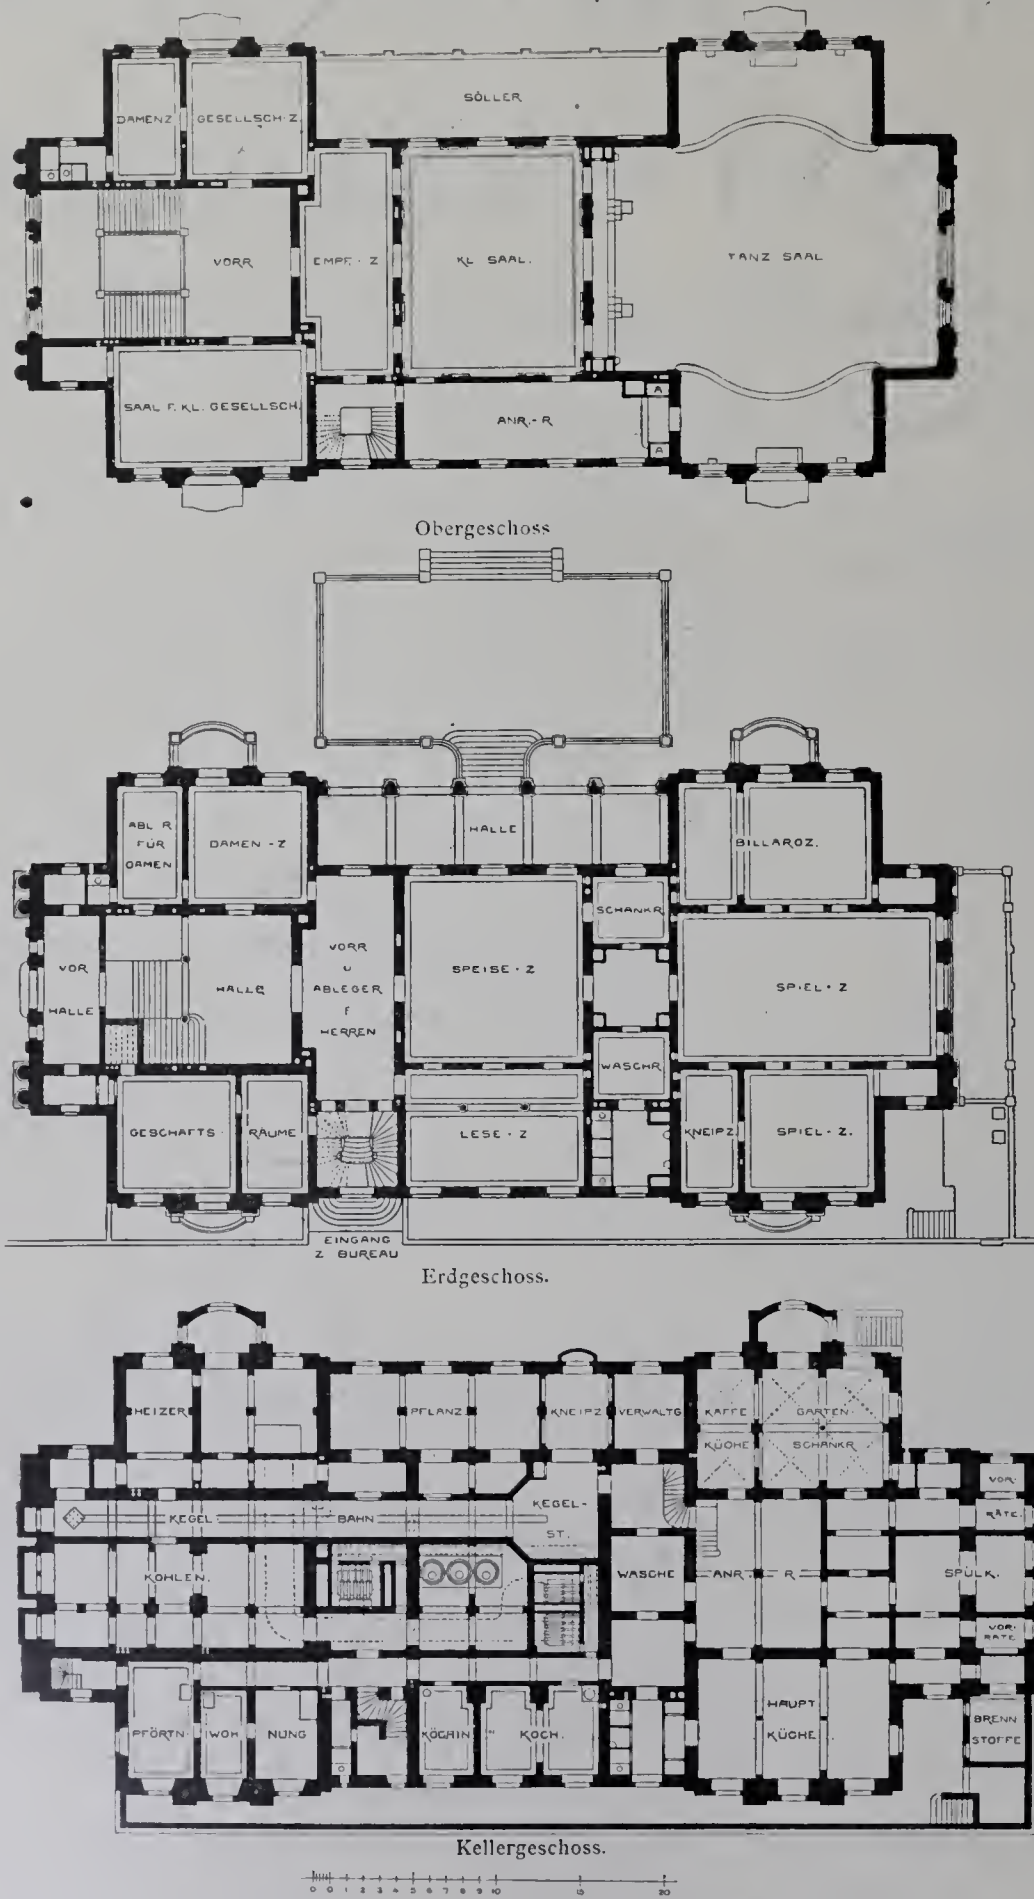 DAMENZ
GESELLSCH. Z.
SÖLLER
VORR
EMPF. - Z
KL SAAL.
TANZ SAAL
SAAL F. KL. GESELLSCH.
ANR. - R
A
A
Obergeschoss
HALLE
ABL R
FÜR
DAMEN
DAMEN - Z
BILLARDZ.
SCHANKR
VOR
HALLE
HALLE
VORR
U
ABLEGER
F
HERREN
SPEISE - Z
SPIEL - Z
WASCHR
GESCHÄFTS -
RÄUME
LESE - Z
KNEIPZ
SPIEL - Z.
EINGANG
Z BUREAU
Erdgeschoss.
HEIZER
PFLANZ
KNEIPZ
VERWALTG
KAFFE
KÜCHE
GARTEN-
SCHANKR
KEGEL
BAHN
KEGEL-
ST.
VOR-
RÄTE.
KOHLEN.
WASCHE
ANR
R
SPÜLK.
VOR-
RÄTE
PFÖRTN-
WOH
NUNG
KÖCHIN
KOCH.
HAUPT
KÜCHE
BRENN
STOFFE
Kellergeschoss.
0 0 1 2 3 4 5 6 7 8 9 10 15 20